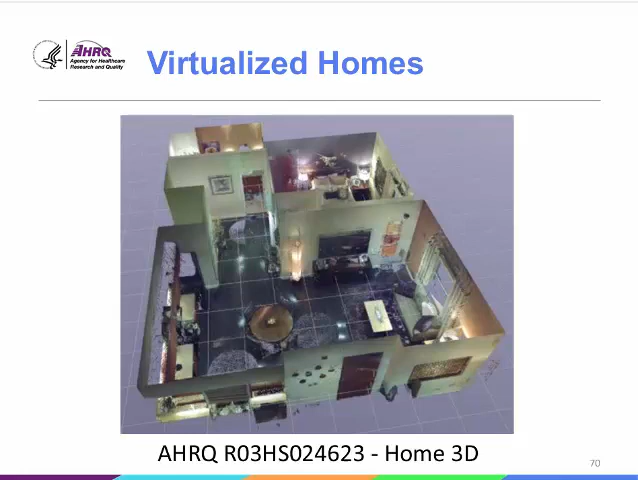 AHRQ
Agency for Healthcare
Research and Quality
Virtualized Homes
AHRQ R03HS024623 - Home 3D
70